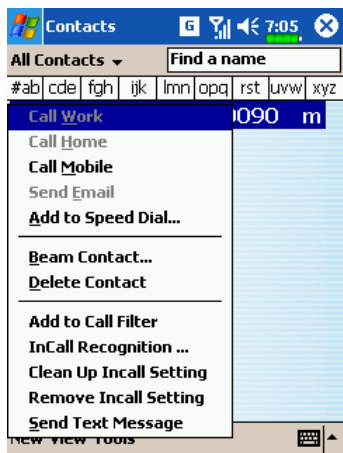 Contacts G 7:05
All Contacts Find a name
#ab cde fgh ijk lmn opq rst uvw xyz
Call Work 0090 m
Call Home
Call Mobile
Send Email
Add to Speed Dial...
Beam Contact...
Delete Contact
Add to Call Filter
InCall Recognition ...
Clean Up Incall Setting
Remove Incall Setting
Send Text Message
New View Tools